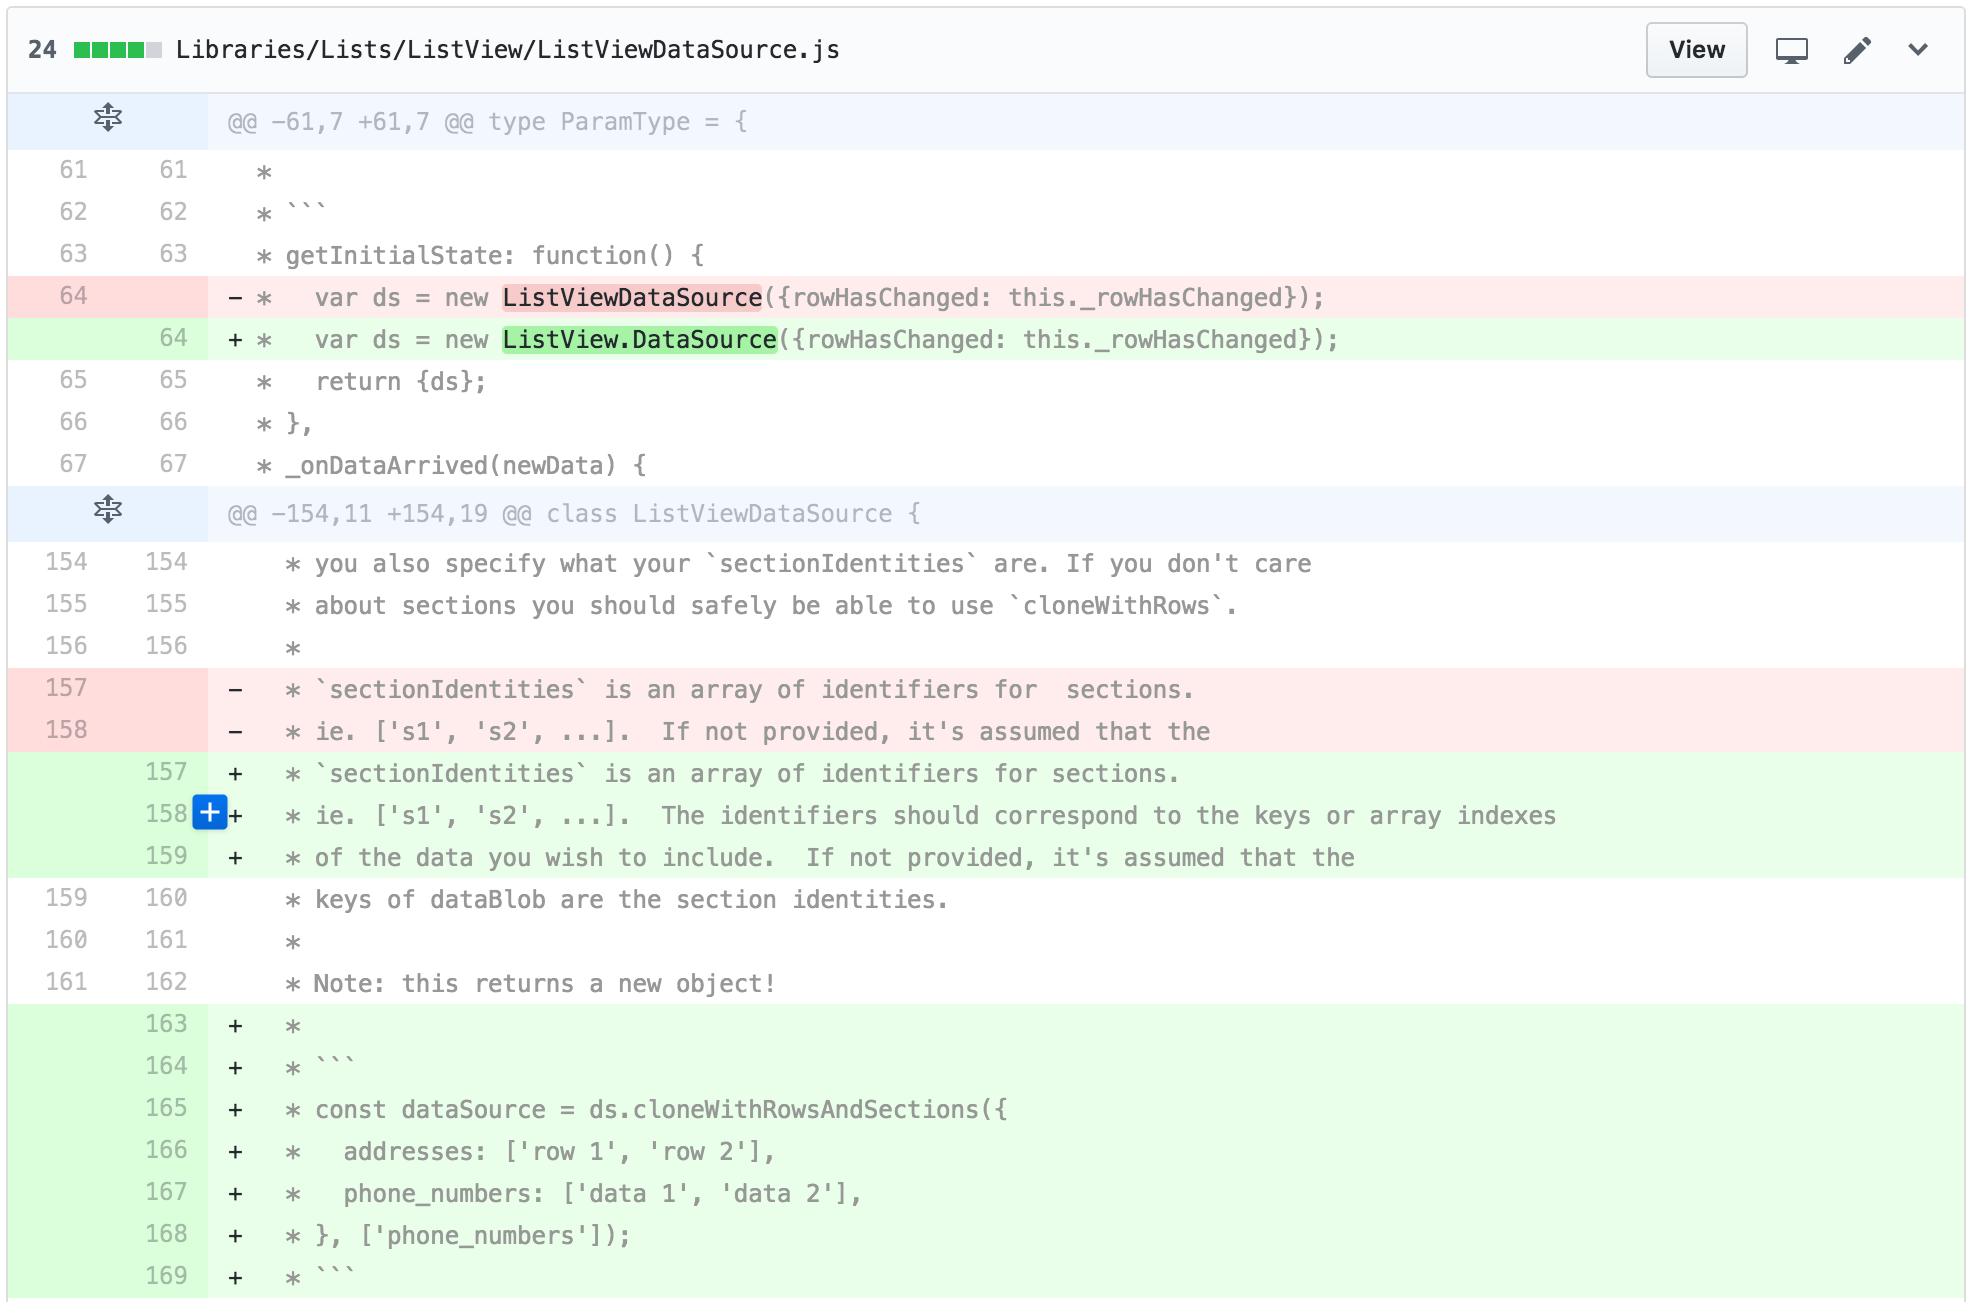 24 Libraries/Lists/ListView/ListViewDataSource.js View
@@ -61,7 +61,7 @@ type ParamType = {
61 61 *
62 62 * ```
63 63 * getInitialState: function() {
64 - *   var ds = new ListViewDataSource({rowHasChanged: this._rowHasChanged});
64 + *   var ds = new ListView.DataSource({rowHasChanged: this._rowHasChanged});
65 65 *   return {ds};
66 66 * },
67 67 * _onDataArrived(newData) {
@@ -154,11 +154,19 @@ class ListViewDataSource {
154 154 * you also specify what your `sectionIdentities` are. If you don't care
155 155 * about sections you should safely be able to use `cloneWithRows`.
156 156 *
157 - * `sectionIdentities` is an array of identifiers for  sections.
158 - * ie. ['s1', 's2', ...].  If not provided, it's assumed that the
157 + * `sectionIdentities` is an array of identifiers for sections.
158 + + * ie. ['s1', 's2', ...].  The identifiers should correspond to the keys or array indexes
159 + * of the data you wish to include.  If not provided, it's assumed that the
159 160 * keys of dataBlob are the section identities.
160 161 *
161 162 * Note: this returns a new object!
163 + *
164 + * ```
165 + * const dataSource = ds.cloneWithRowsAndSections({
166 + *   addresses: ['row 1', 'row 2'],
167 + *   phone_numbers: ['data 1', 'data 2'],
168 + * }, ['phone_numbers']);
169 + * ```